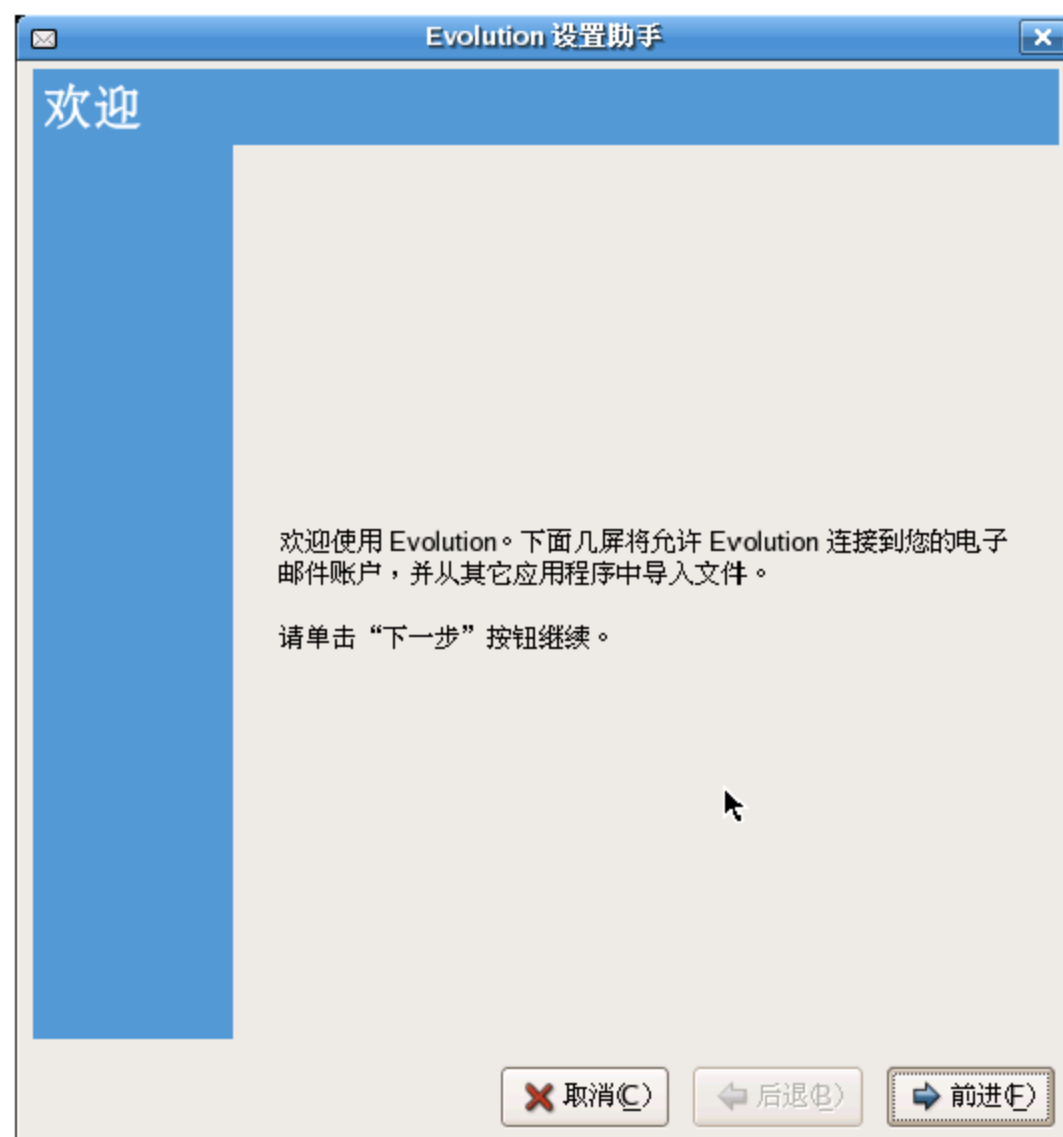 Evolution 设置助手
欢迎
欢迎使用 Evolution。下面几屏将允许 Evolution 连接到您的电子
邮件账户，并从其它应用程序中导入文件。
请单击“下一步”按钮继续。
取消(C)
后退(B)
前进(F)